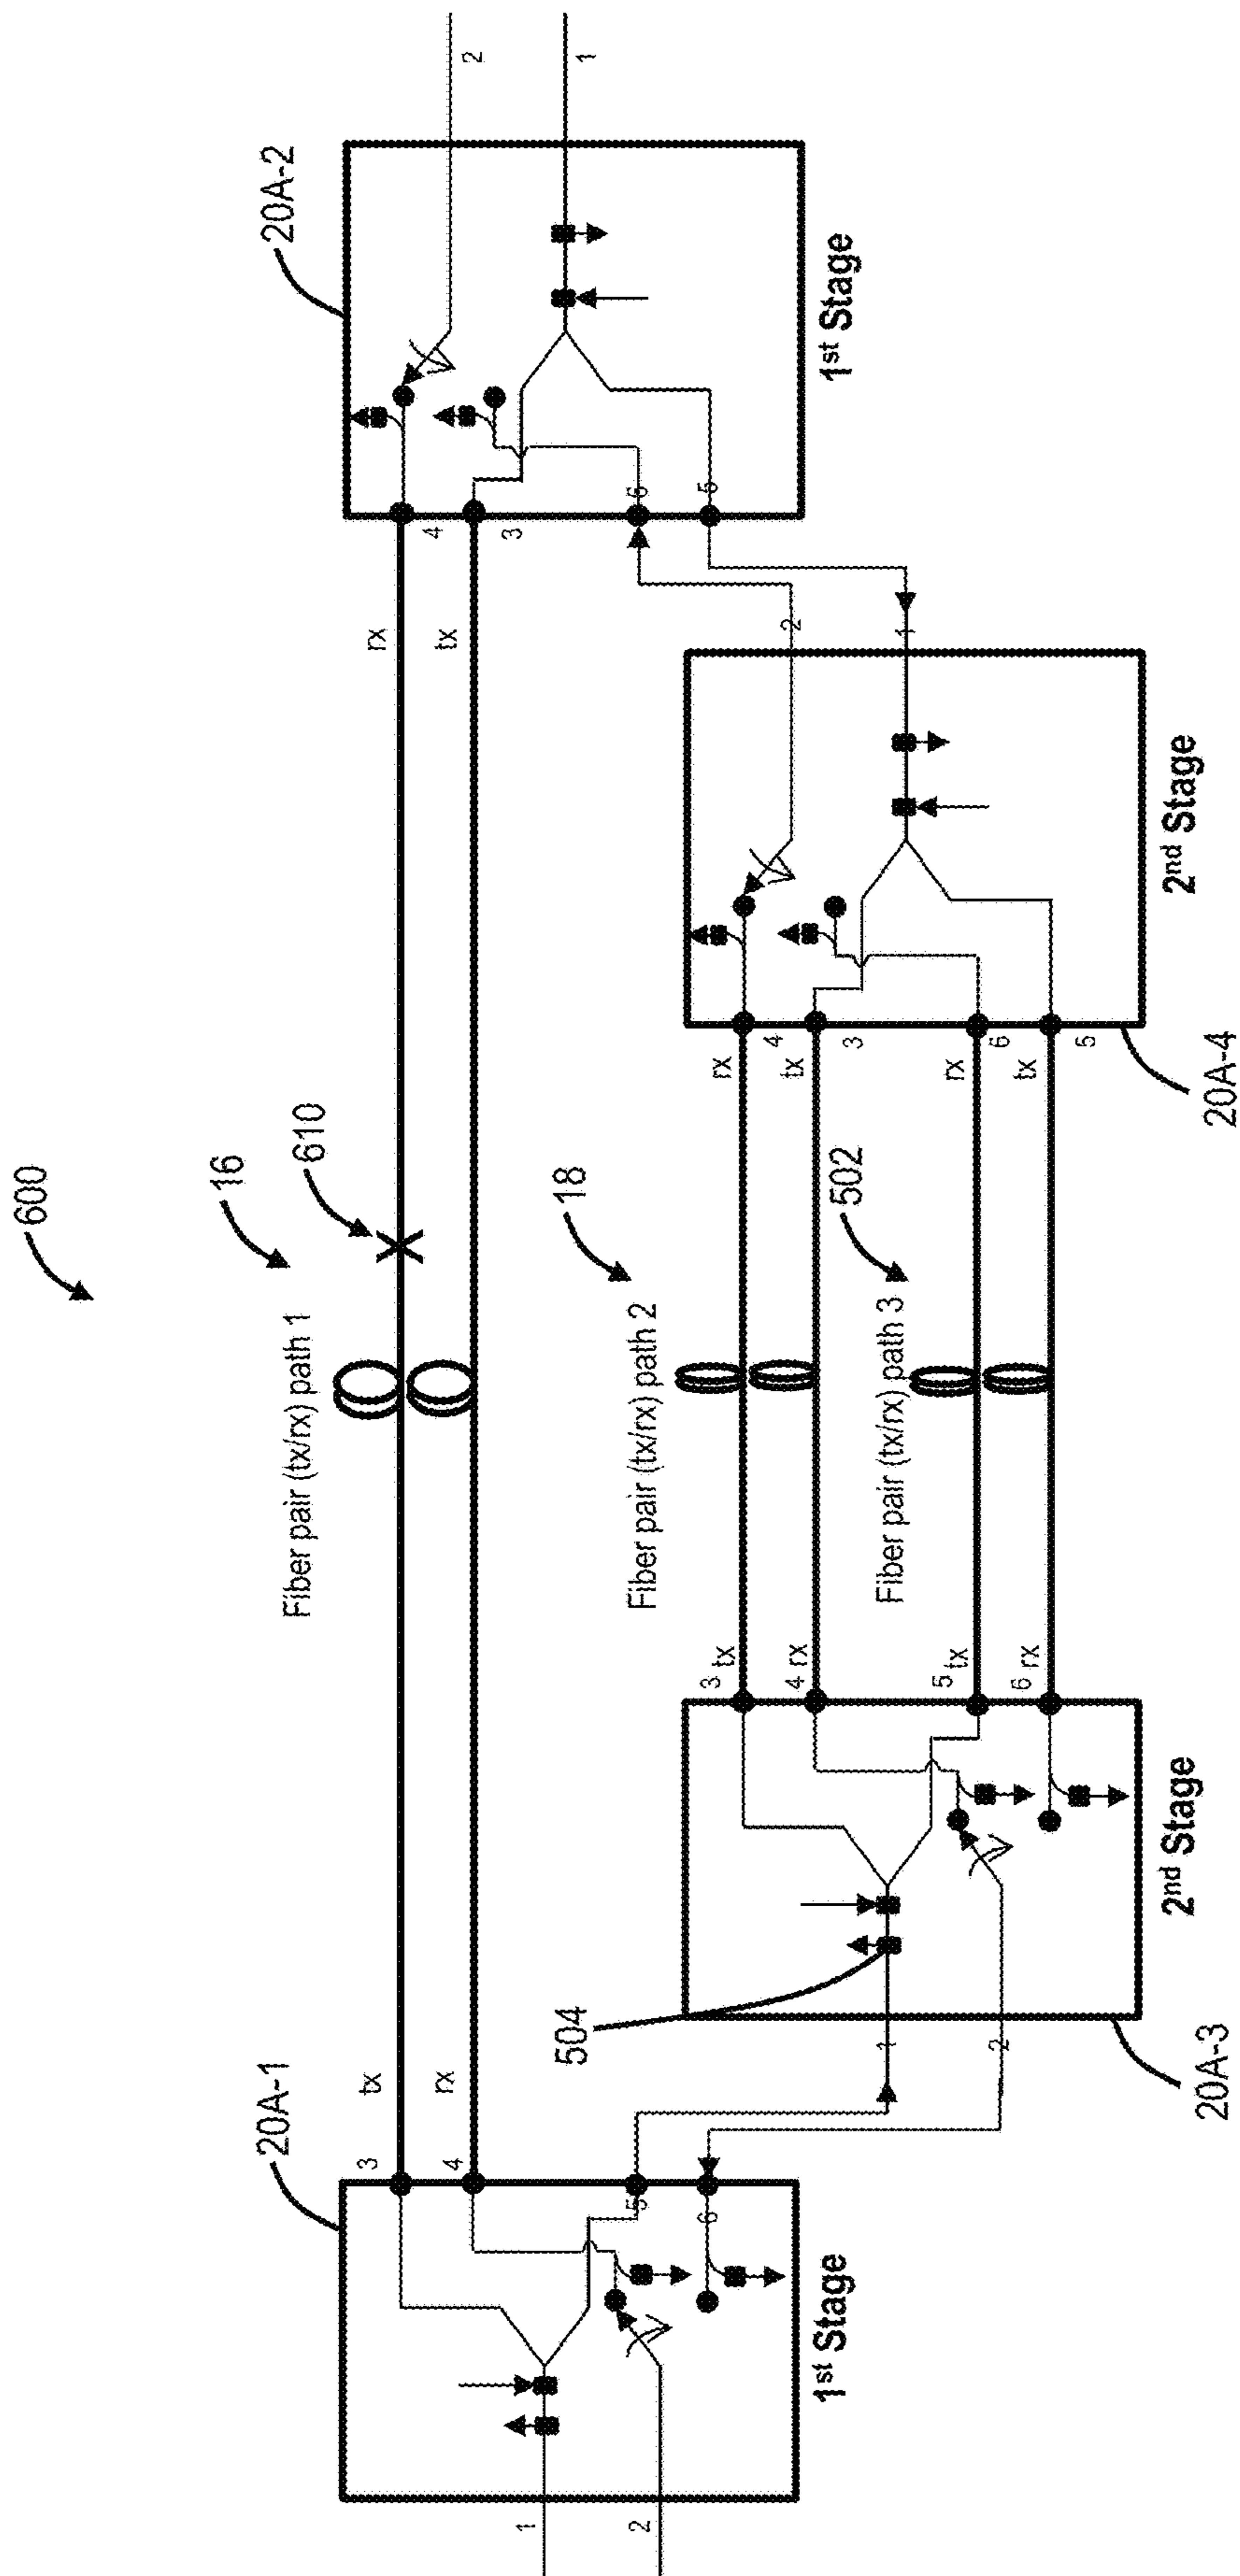 600
16
Fiber pair (tx/rx) path 1
610
20A-1
20A-2
3
tx
rx
4
4
rx
tx
3
1
2
5
6
6
5
2
1
1st Stage
1st Stage
18
Fiber pair (tx/rx) path 2
502
Fiber pair (tx/rx) path 3
504
1
2
3
tx
4
rx
5
tx
6
rx
rx
4
tx
3
rx
6
tx
5
2
1
20A-3
2nd Stage
2nd Stage
20A-4